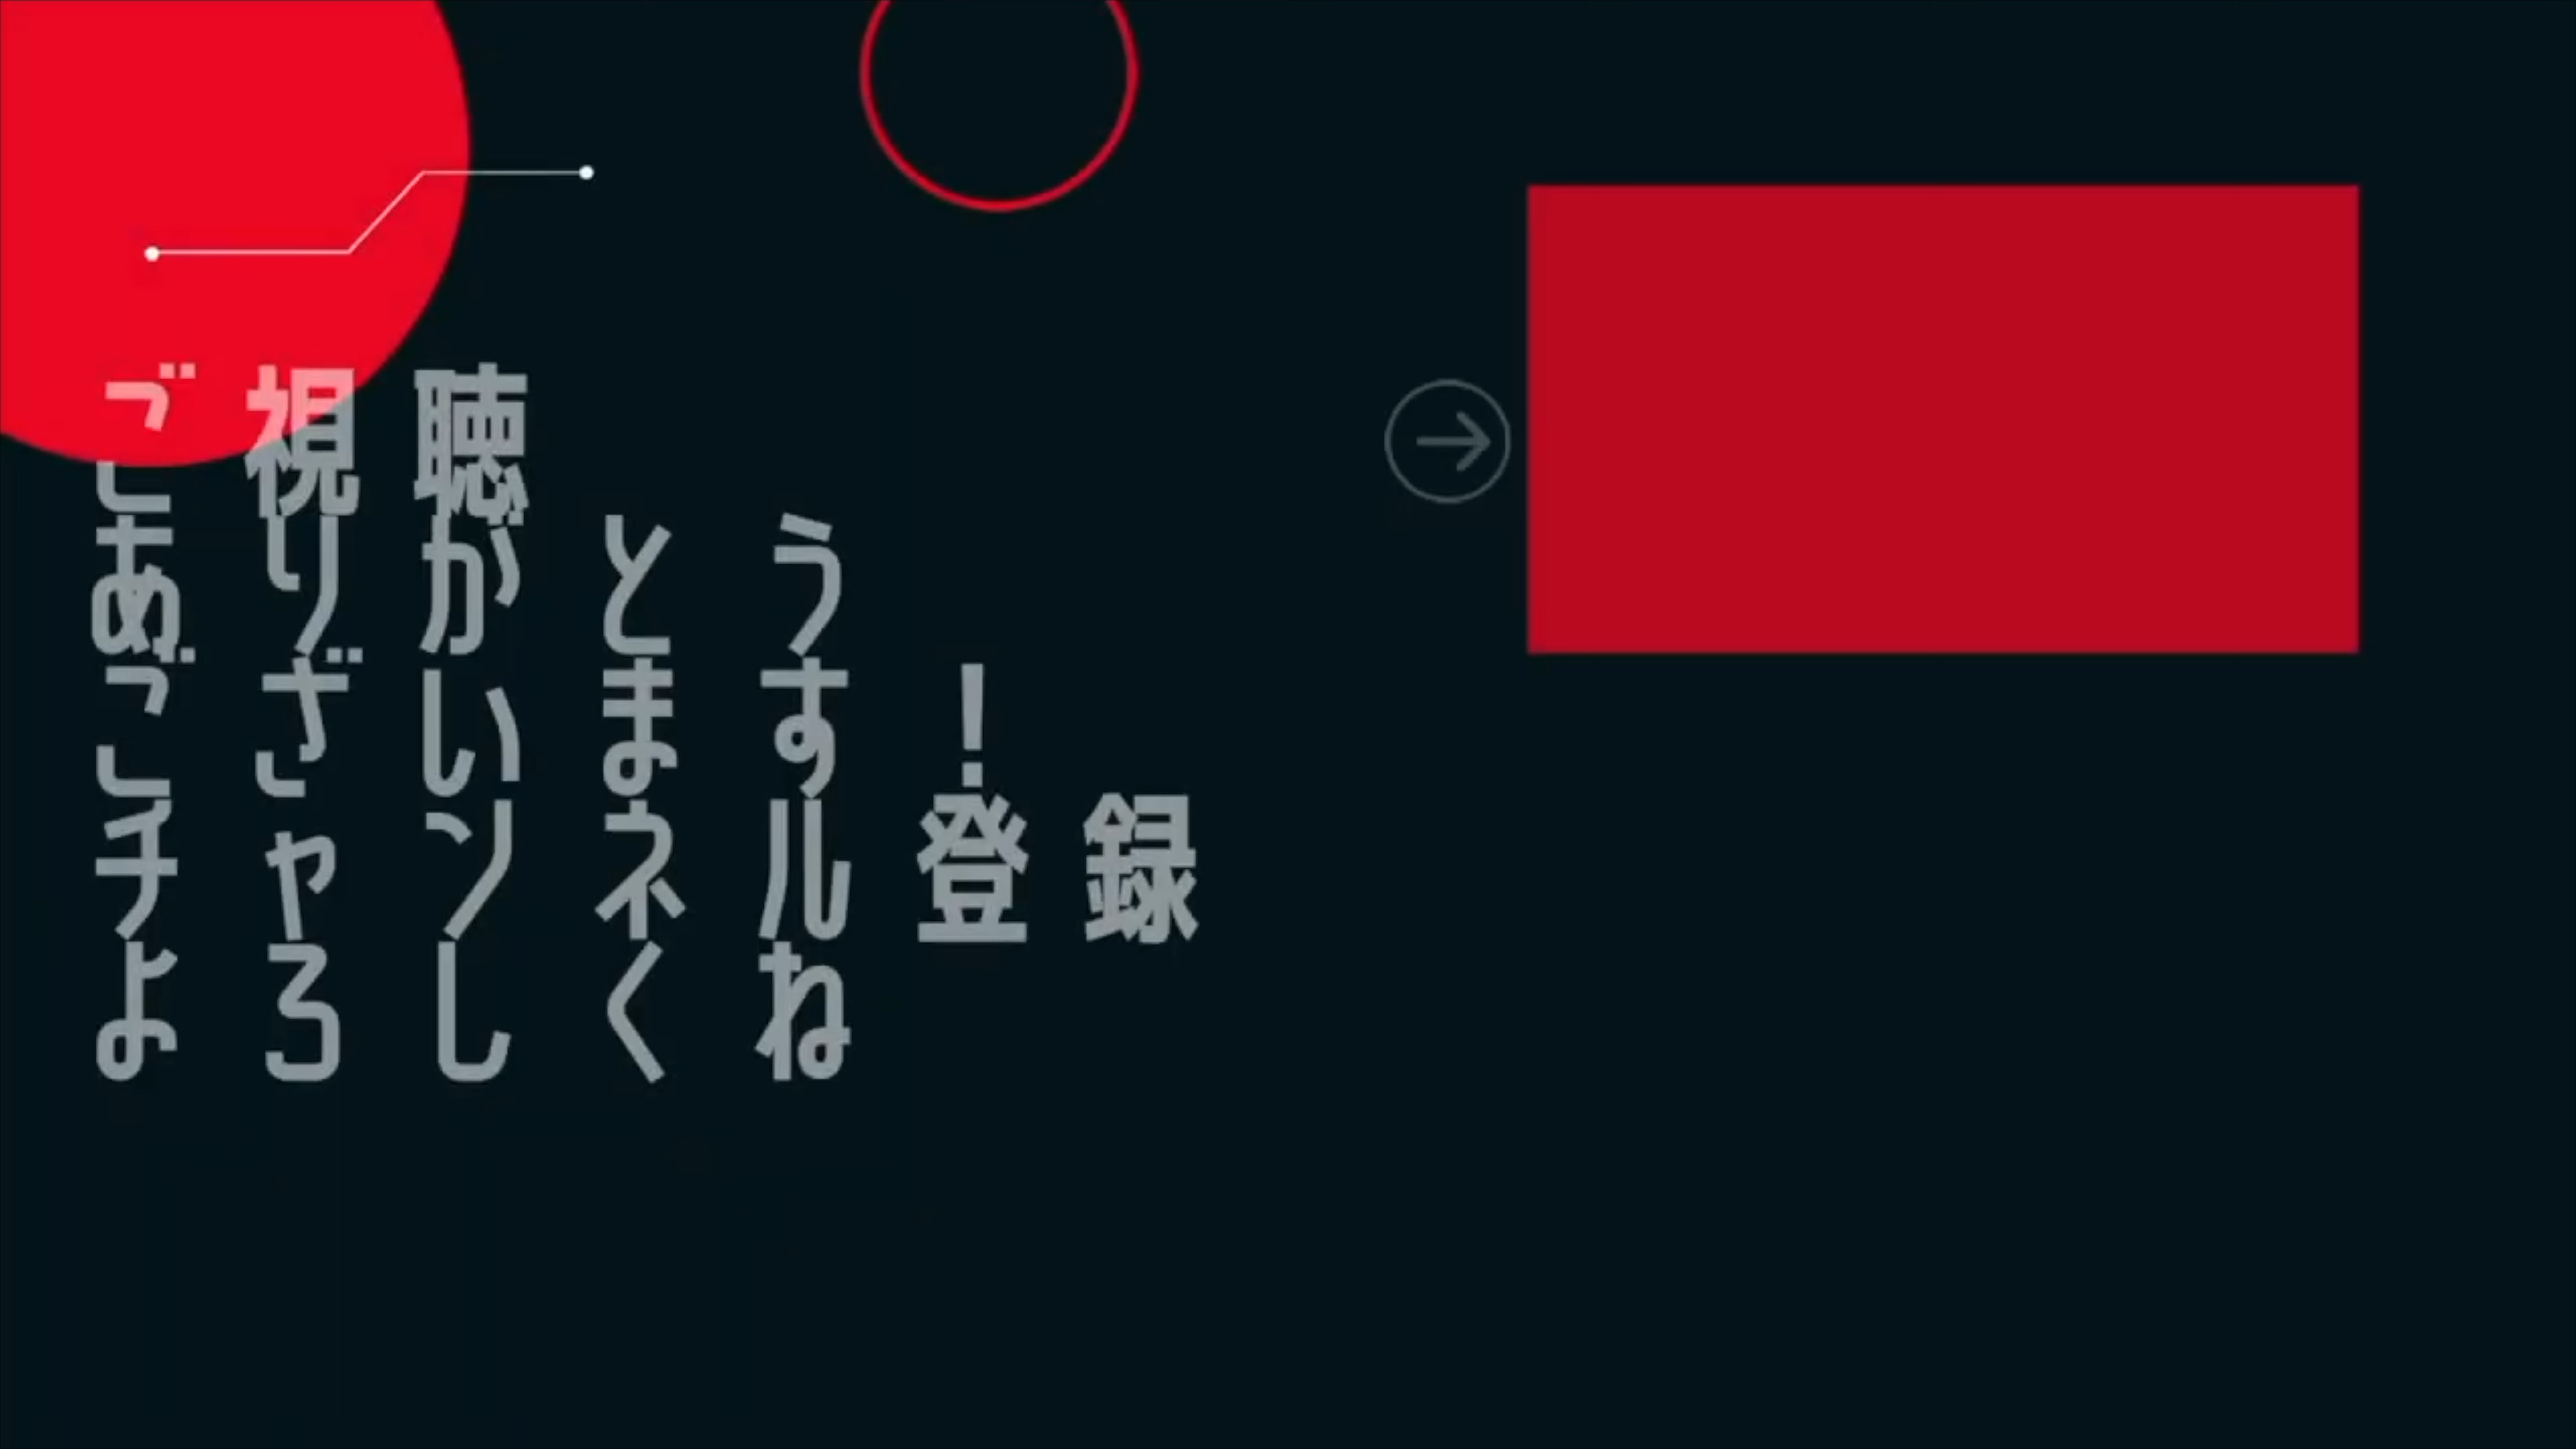 ご視聴
ありがとう
ございます！
チャンネル登録
よろしくね